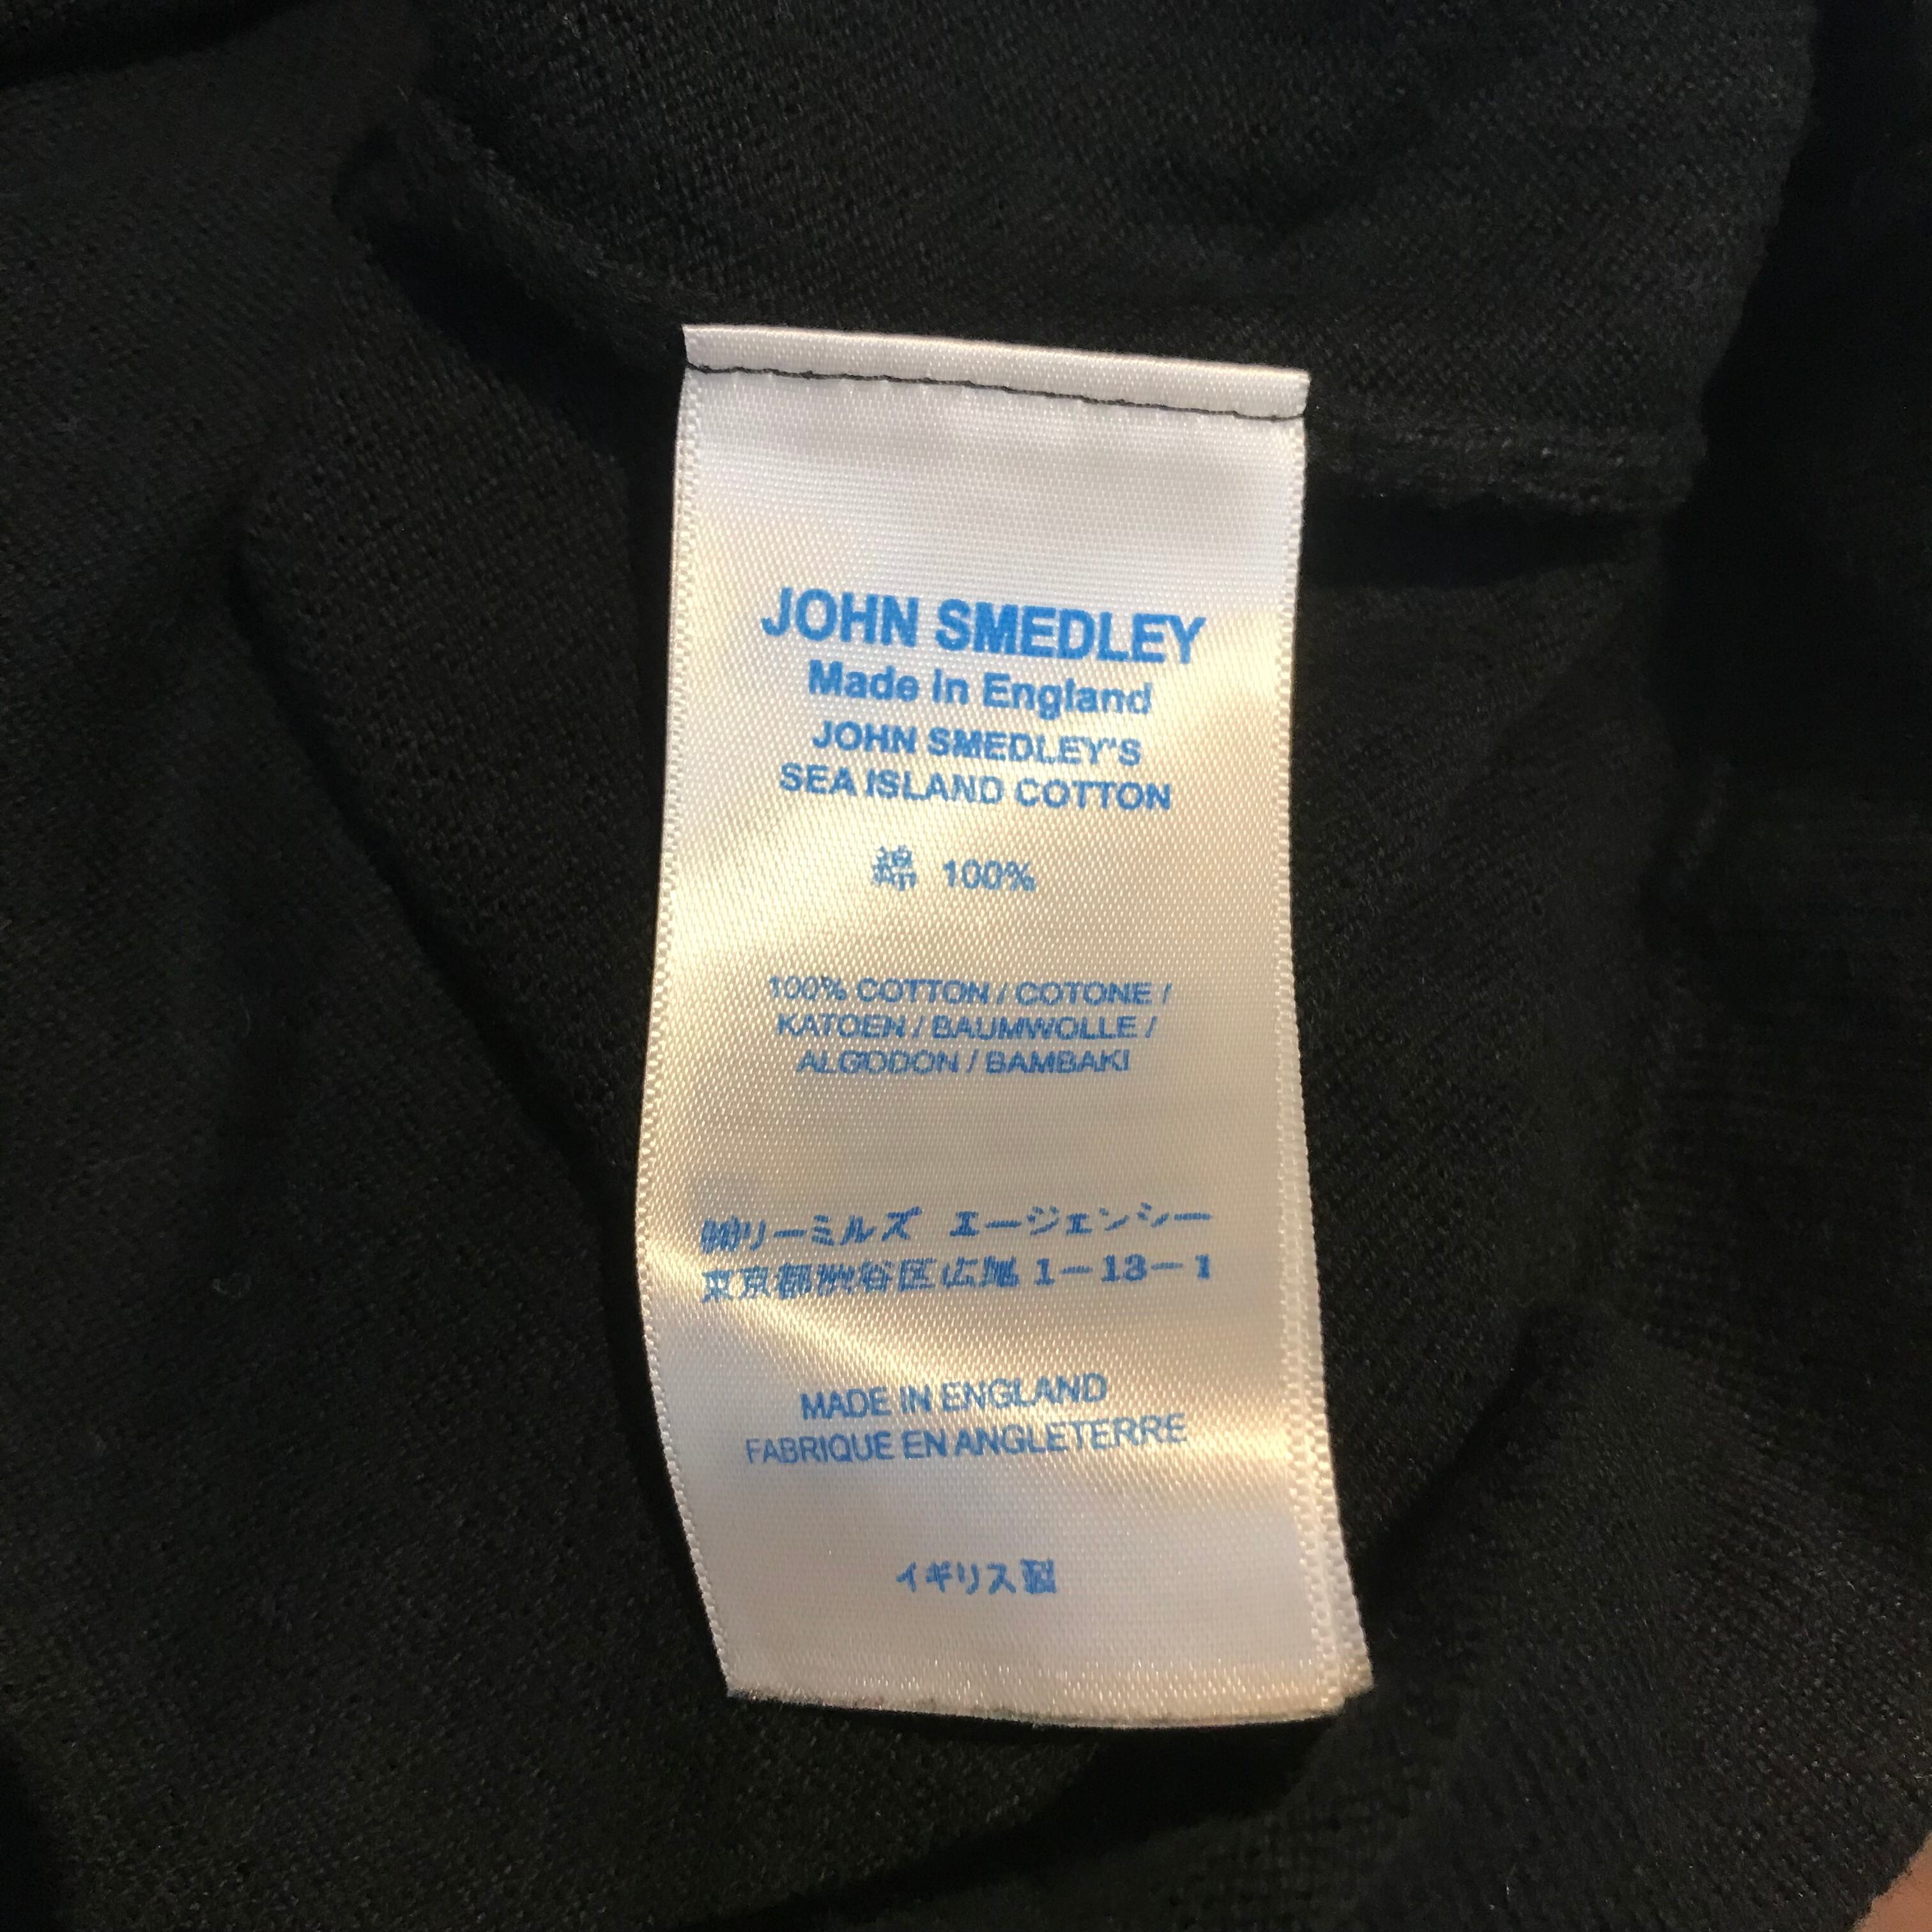 JOHN SMEDLEY
Made in England
JOHN SMEDLEY'S
SEA ISLAND COTTON
綿 100%
100% COTTON / COTONE /
KATOEN / BAUMWOLLE /
ALGODON / BAMBAKI
㈱リーミルズ エージェンシー
東京都渋谷区広尾 1－13－1
MADE IN ENGLAND
FABRIQUE EN ANGLETERRE
イギリス製